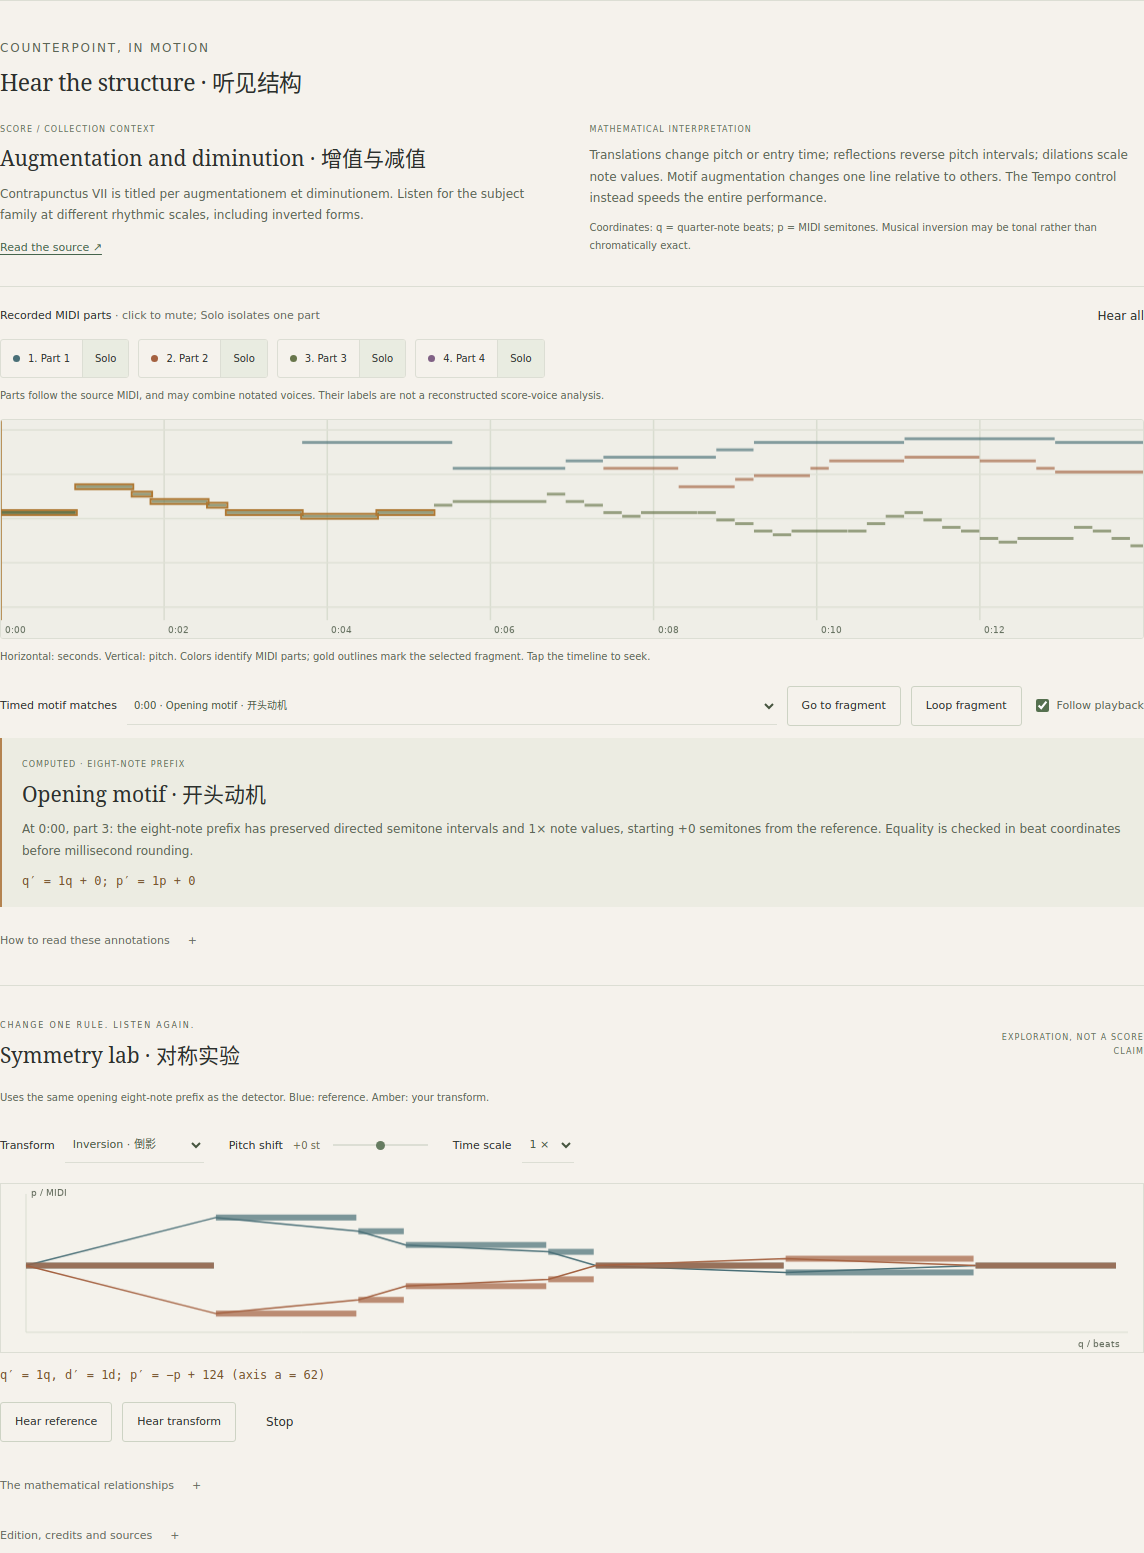 COUNTERPOINT, IN MOTION
Hear the structure · 听见结构
SCORE / COLLECTION CONTEXT
Augmentation and diminution · 增值与减值
Contrapunctus VII is titled per augmentationem et diminutionem. Listen for the subject
family at different rhythmic scales, including inverted forms.
Read the source ↗
MATHEMATICAL INTERPRETATION
Translations change pitch or entry time; reflections reverse pitch intervals; dilations scale
note values. Motif augmentation changes one line relative to others. The Tempo control
instead speeds the entire performance.
Coordinates: q = quarter-note beats; p = MIDI semitones. Musical inversion may be tonal rather than
chromatically exact.
Recorded MIDI parts · click to mute; Solo isolates one part
Hear all
1. Part 1 Solo 2. Part 2 Solo 3. Part 3 Solo 4. Part 4 Solo
Parts follow the source MIDI, and may combine notated voices. Their labels are not a reconstructed score-voice analysis.
0:00 0:02 0:04 0:06 0:08 0:10 0:12
Horizontal: seconds. Vertical: pitch. Colors identify MIDI parts; gold outlines mark the selected fragment. Tap the timeline to seek.
Timed motif matches 0:00 · Opening motif · 开头动机 Go to fragment Loop fragment Follow playback
COMPUTED · EIGHT-NOTE PREFIX
Opening motif · 开头动机
At 0:00, part 3: the eight-note prefix has preserved directed semitone intervals and 1× note values, starting +0 semitones from the reference. Equality is checked in beat coordinates
before millisecond rounding.
q′ = 1q + 0; p′ = 1p + 0
How to read these annotations +
CHANGE ONE RULE. LISTEN AGAIN.
Symmetry lab · 对称实验
EXPLORATION, NOT A SCORE
CLAIM
Uses the same opening eight-note prefix as the detector. Blue: reference. Amber: your transform.
Transform Inversion · 倒影 Pitch shift +0 st Time scale 1 ×
p / MIDI
q / beats
q′ = 1q, d′ = 1d; p′ = −p + 124 (axis a = 62)
Hear reference Hear transform Stop
The mathematical relationships +
Edition, credits and sources +